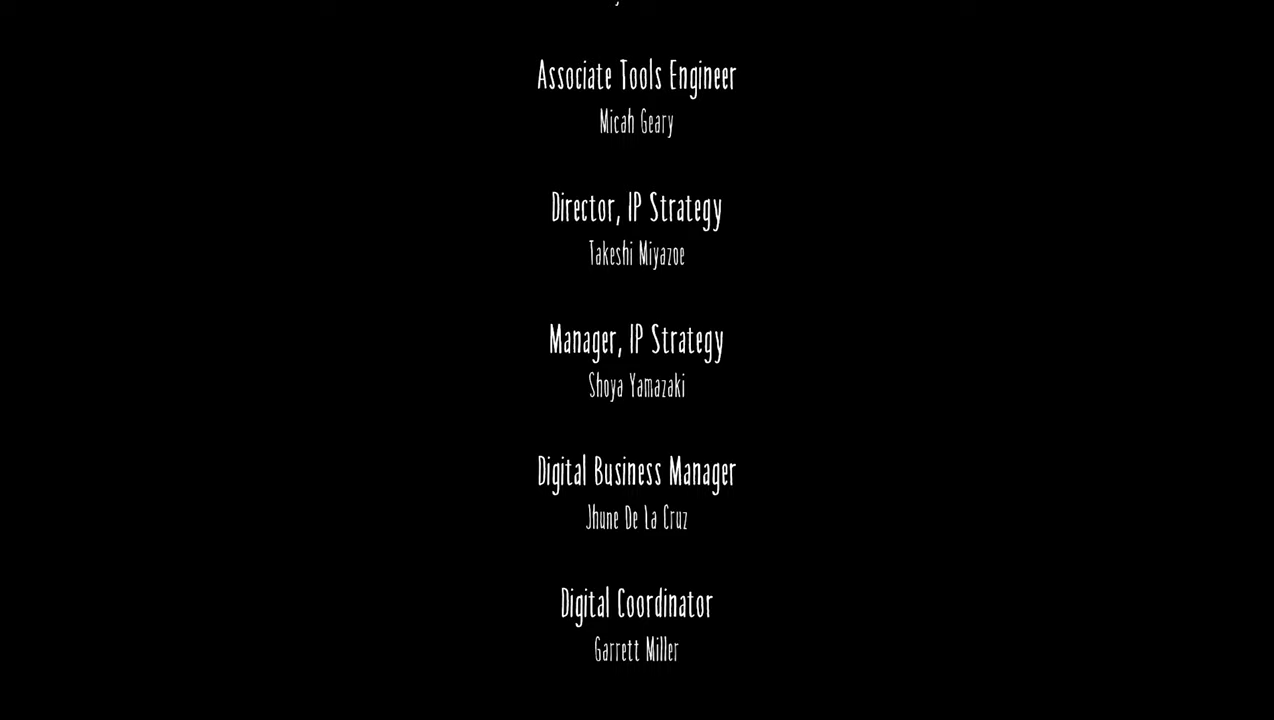 Associate Tools Engineer
Micah Geary
Director, IP Strategy
Takeshi Miyazoe
Manager, IP Strategy
Shoya Yamazaki
Digital Business Manager
Jhune De La Cruz
Digital Coordinator
Garrett Miller